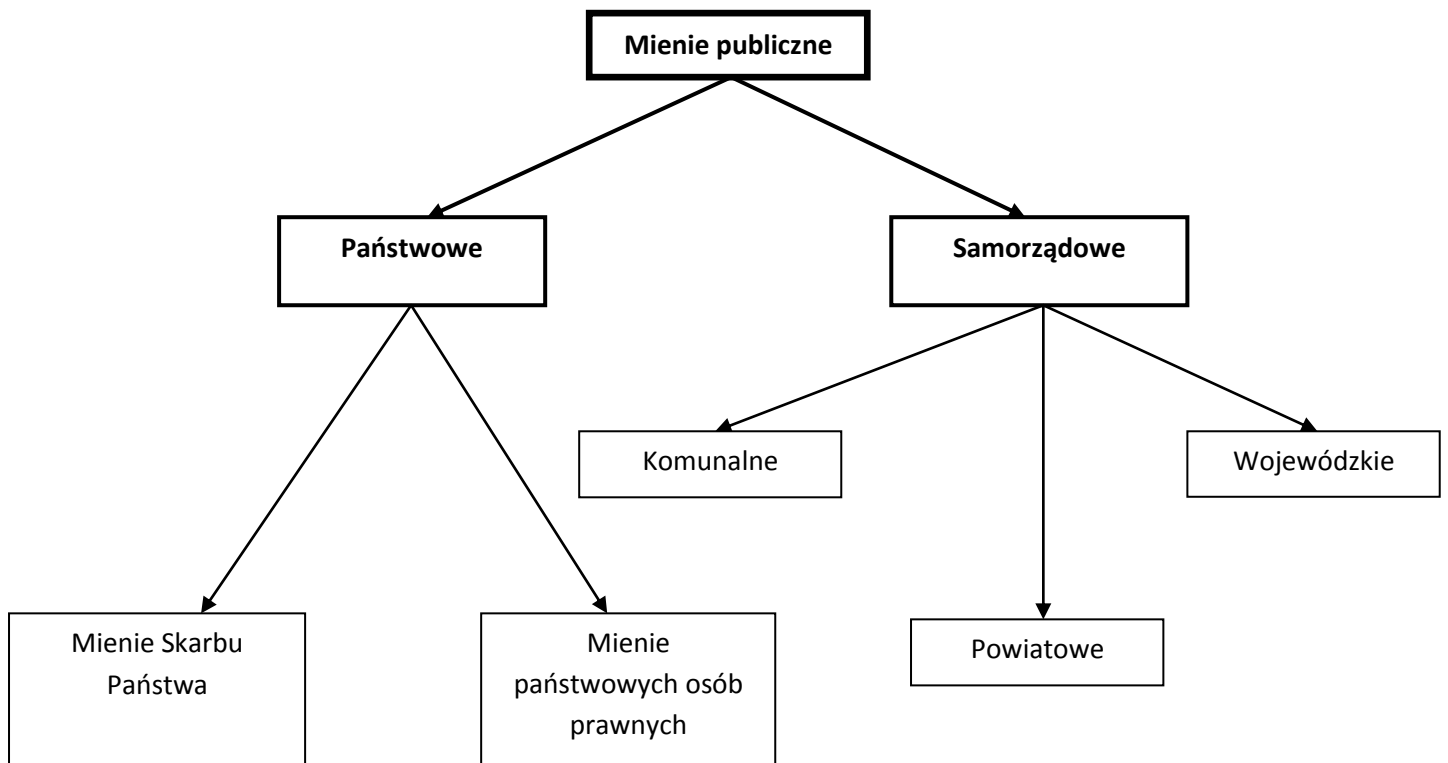 Mienie publiczne
Państwowe
Samorządowe
Komunalne
Wojewódzkie
Mienie Skarbu
Państwa
Mienie
państwowych osób
prawnych
Powiatowe